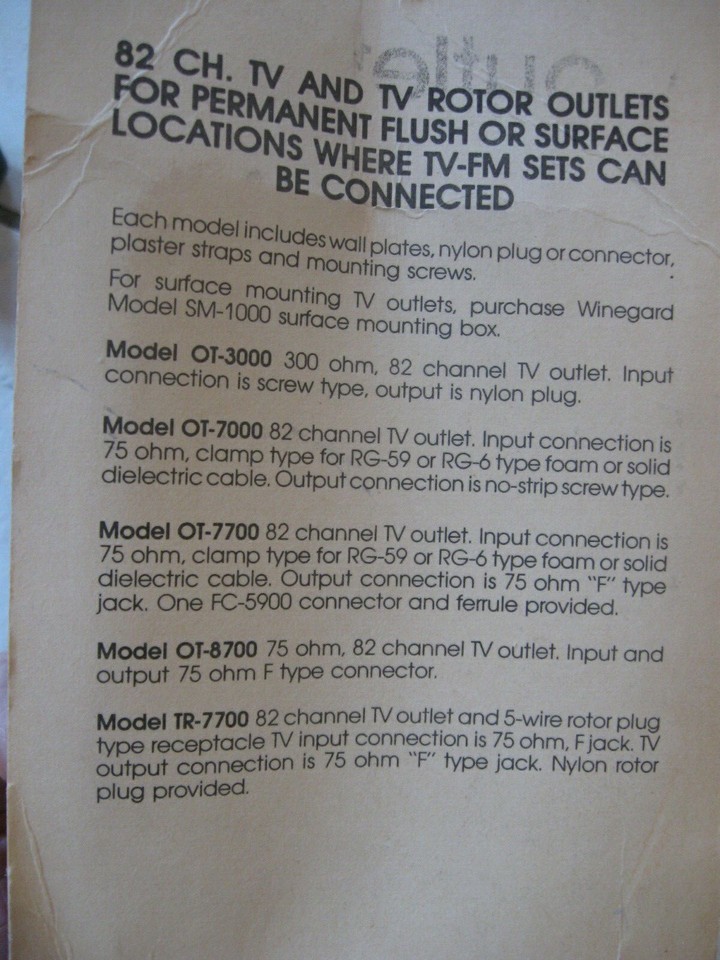 82 CH. TV AND TV ROTOR OUTLETS
FOR PERMANENT FLUSH OR SURFACE
LOCATIONS WHERE TV-FM SETS CAN
BE CONNECTED
Each model includes wall plates, nylon plug or connector,
plaster straps and mounting screws.
For surface mounting TV outlets, purchase Winegard
Model SM-1000 surface mounting box.
Model OT-3000 300 ohm, 82 channel TV outlet. Input
connection is screw type, output is nylon plug.
Model OT-7000 82 channel TV outlet. Input connection is
75 ohm, clamp type for RG-59 or RG-6 type foam or solid
dielectric cable. Output connection is no-strip screw type.
Model OT-7700 82 channel TV outlet. Input connection is
75 ohm, clamp type for RG-59 or RG-6 type foam or solid
dielectric cable. Output connection is 75 ohm "F" type
jack. One FC-5900 connector and ferrule provided.
Model OT-8700 75 ohm, 82 channel TV outlet. Input and
output 75 ohm F type connector.
Model TR-7700 82 channel TV outlet and 5-wire rotor plug
type receptacle TV input connection is 75 ohm, F jack. TV
output connection is 75 ohm "F" type jack. Nylon rotor
plug provided.